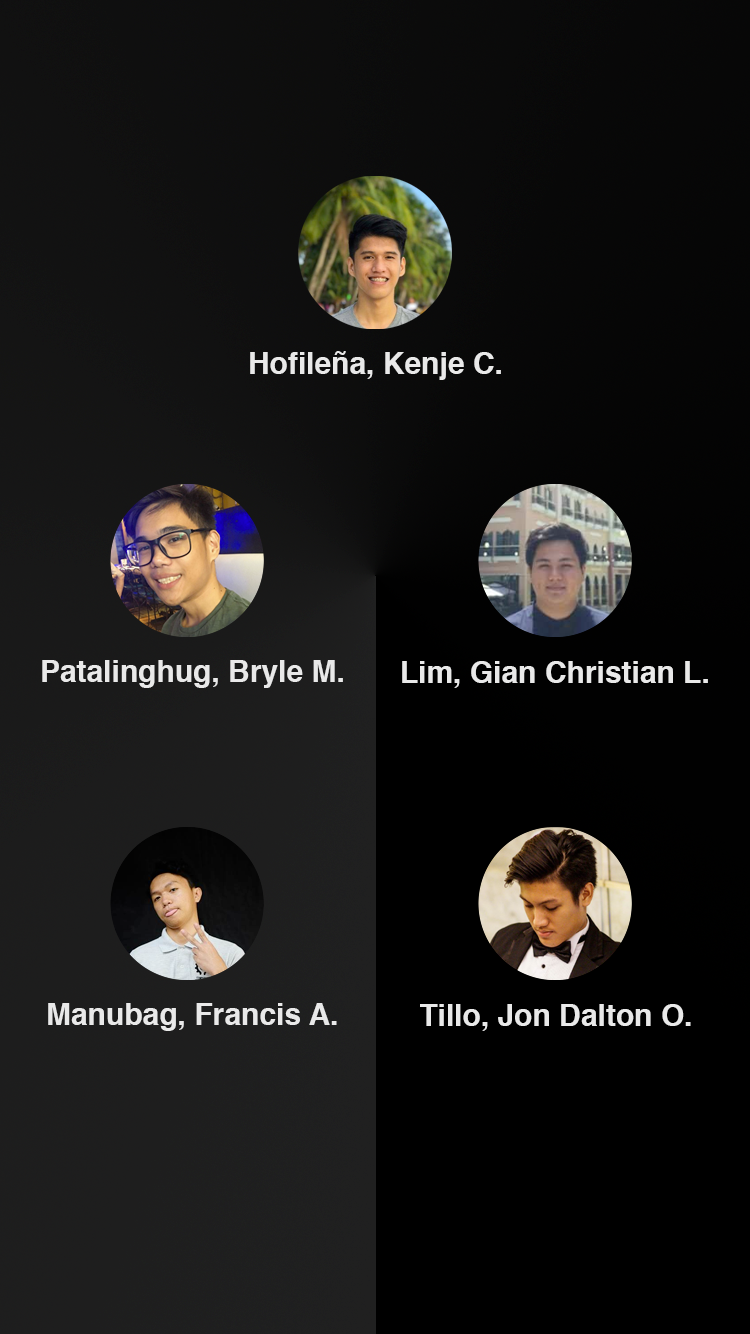 Hofileña, Kenje C.
Patalinghug, Bryle M.
Lim, Gian Christian L.
Manubag, Francis A.
Tillo, Jon Dalton O.